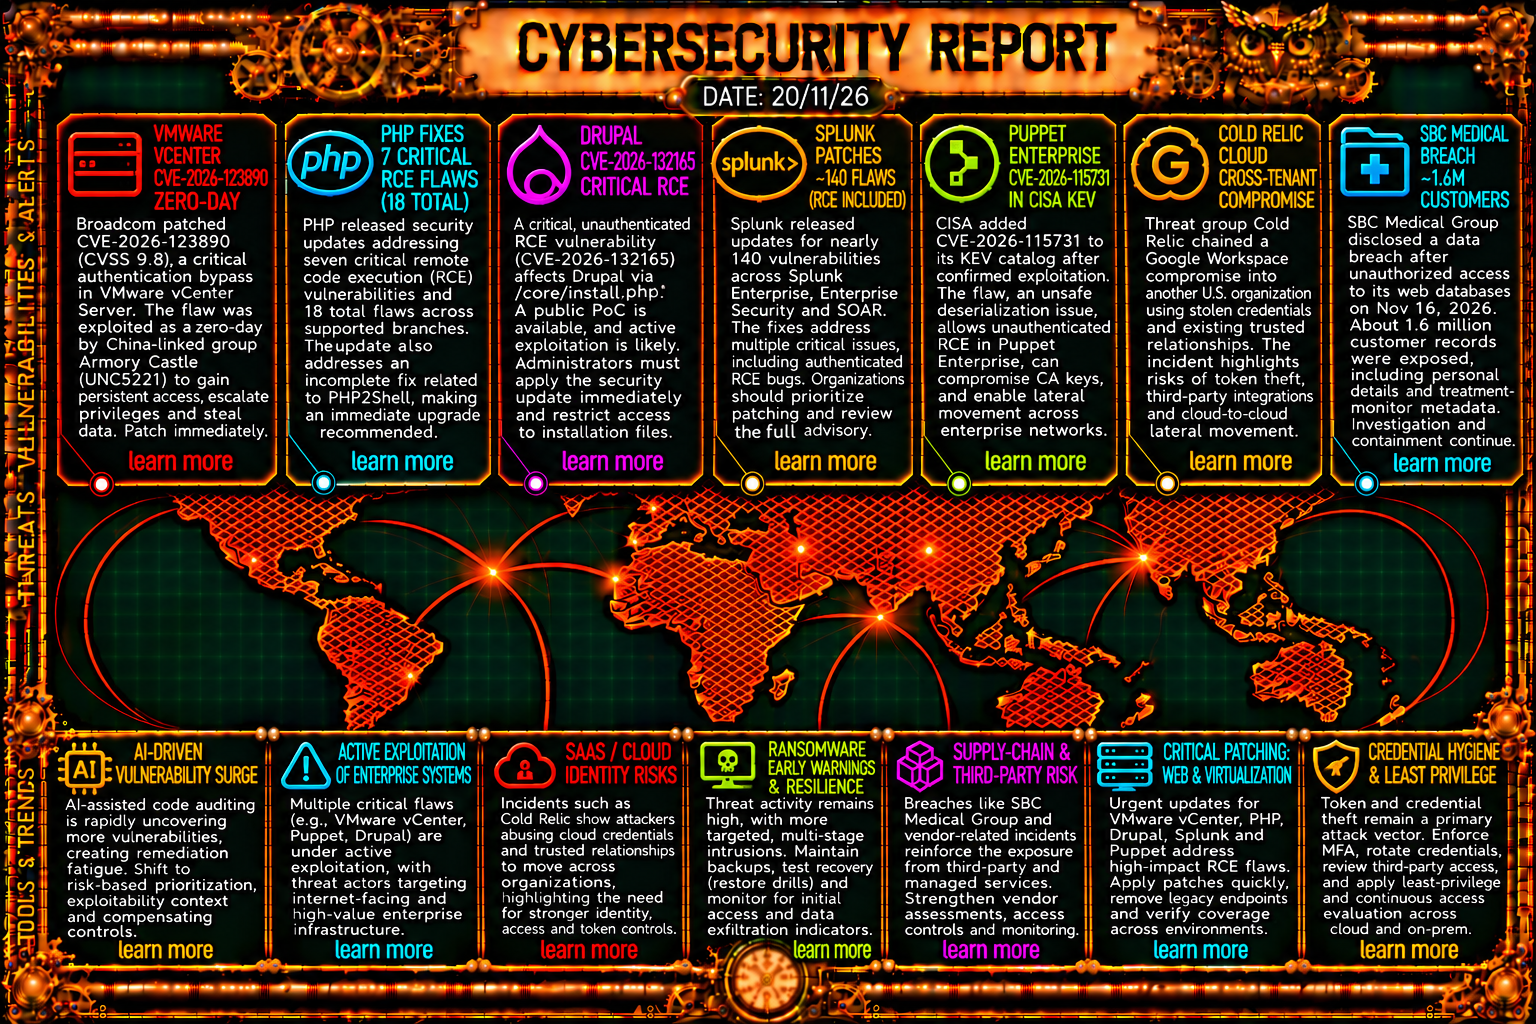 CYBERSECURITY REPORT
DATE: 20/11/26
THREATS VULNERABILITIES & ALERTS
VMWARE
VCENTER
CVE-2026-123890
ZERO-DAY
Broadcom patched
CVE-2026-123890
(CVSS 9.8), a critical
authentication bypass
in VMware vCenter
Server. The flaw was
exploited as a zero-day
by China-linked group
Armory Castle
(UNC5221) to gain
persistent access, escalate
privileges and steal
data. Patch immediately.
learn more
php
PHP FIXES
7 CRITICAL
RCE FLAWS
(18 TOTAL)
PHP released security
updates addressing
seven critical remote
code execution (RCE)
vulnerabilities and
18 total flaws across
supported branches.
Theupdate also
addresses an
incomplete fix related
to PHP2Shell, making
an immediate upgrade
recommended.
learn more
DRUPAL
CVE-2026-132165
CRITICAL RCE
A critical, unauthenticated
RCE vulnerability
(CVE-2026-132165)
affects Drupal via
/core/install.php.
A public PoC is
available, and active
exploitation is likely.
Administrators must
apply the security
update immediately
and restrict access
to installation files.
learn more
splunk>
SPLUNK
PATCHES
~140 FLAWS
(RCE INCLUDED)
Splunk released
updates for nearly
140 vulnerabilities
across Splunk
Enterprise, Enterprise
Security and SOAR.
The fixes address
multiple critical issues,
including authenticated
RCE bugs. Organizations
should prioritize
patching and review
the full advisory.
learn more
PUPPET
ENTERPRISE
CVE-2026-115731
IN CISA KEV
CISA added
CVE-2026-115731 to
its KEV catalog after
confirmed exploitation.
The flaw, an unsafe
deserialization issue,
allows unauthenticated
RCE in Puppet
Enterprise, can
compromise CA keys,
and enable lateral
movement across
enterprise networks.
learn more
G
COLD RELIC
CLOUD
CROSS-TENANT
COMPROMISE
Threat group Cold
Relic chained a
Google Workspace
compromise into
another U.S. organization
using stolen credentials
and existing trusted
relationships. The
incident highlights
risks of token theft,
third-party integrations
and cloud-to-cloud
lateral movement.
learn more
SBC MEDICAL
BREACH
~1.6M
CUSTOMERS
SBC Medical Group
disclosed a data
breach after
unauthorized access
to its web databases
on Nov 16, 2026.
About 1.6 million
customer records
were exposed,
including personal
details and treatment-
monitor metadata.
Investigation and
containment continue.
learn more
TOOLS & TRENDS
AI
AI-DRIVEN
VULNERABILITY SURGE
AI-assisted code auditing
is rapidly uncovering
more vulnerabilities,
creating remediation
fatigue. Shift to
risk-based prioritization,
exploitability context
and compensating
controls.
learn more
ACTIVE EXPLOITATION
OF ENTERPRISE SYSTEMS
Multiple critical flaws
(e.g., VMware vCenter,
Puppet, Drupal) are
under active
exploitation, with
threat actors targeting
internet-facing and
high-value enterprise
infrastructure.
learn more
SAAS / CLOUD
IDENTITY RISKS
Incidents such as
Cold Relic show attackers
abusing cloud credentials
and trusted relationships
to move across
organizations,
highlighting the need
for stronger identity,
access and token controls.
learn more
RANSOMWARE
EARLY WARNINGS
& RESILIENCE
Threat activity remains
high, with more
targeted, multi-stage
intrusions. Maintain
backups, test recovery
(restore drills) and
monitor for initial
access and data
exfiltration indicators.
learn more
SUPPLY-CHAIN &
THIRD-PARTY RISK
Breaches like SBC
Medical Group and
vendor-related incidents
reinforce the exposure
from third-party and
managed services.
Strengthen vendor
assessments, access
controls and monitoring.
learn more
CRITICAL PATCHING:
WEB & VIRTUALIZATION
Urgent updates for
VMware vCenter, PHP,
Drupal, Splunk and
Puppet address
high-impact RCE flaws.
Apply patches quickly,
remove legacy endpoints
and verify coverage
across environments.
learn more
CREDENTIAL HYGIENE
& LEAST PRIVILEGE
Token and credential
theft remain a primary
attack vector. Enforce
MFA, rotate credentials,
review third-party access,
and apply least-privilege
and continuous access
evaluation across
cloud and on-prem.
learn more